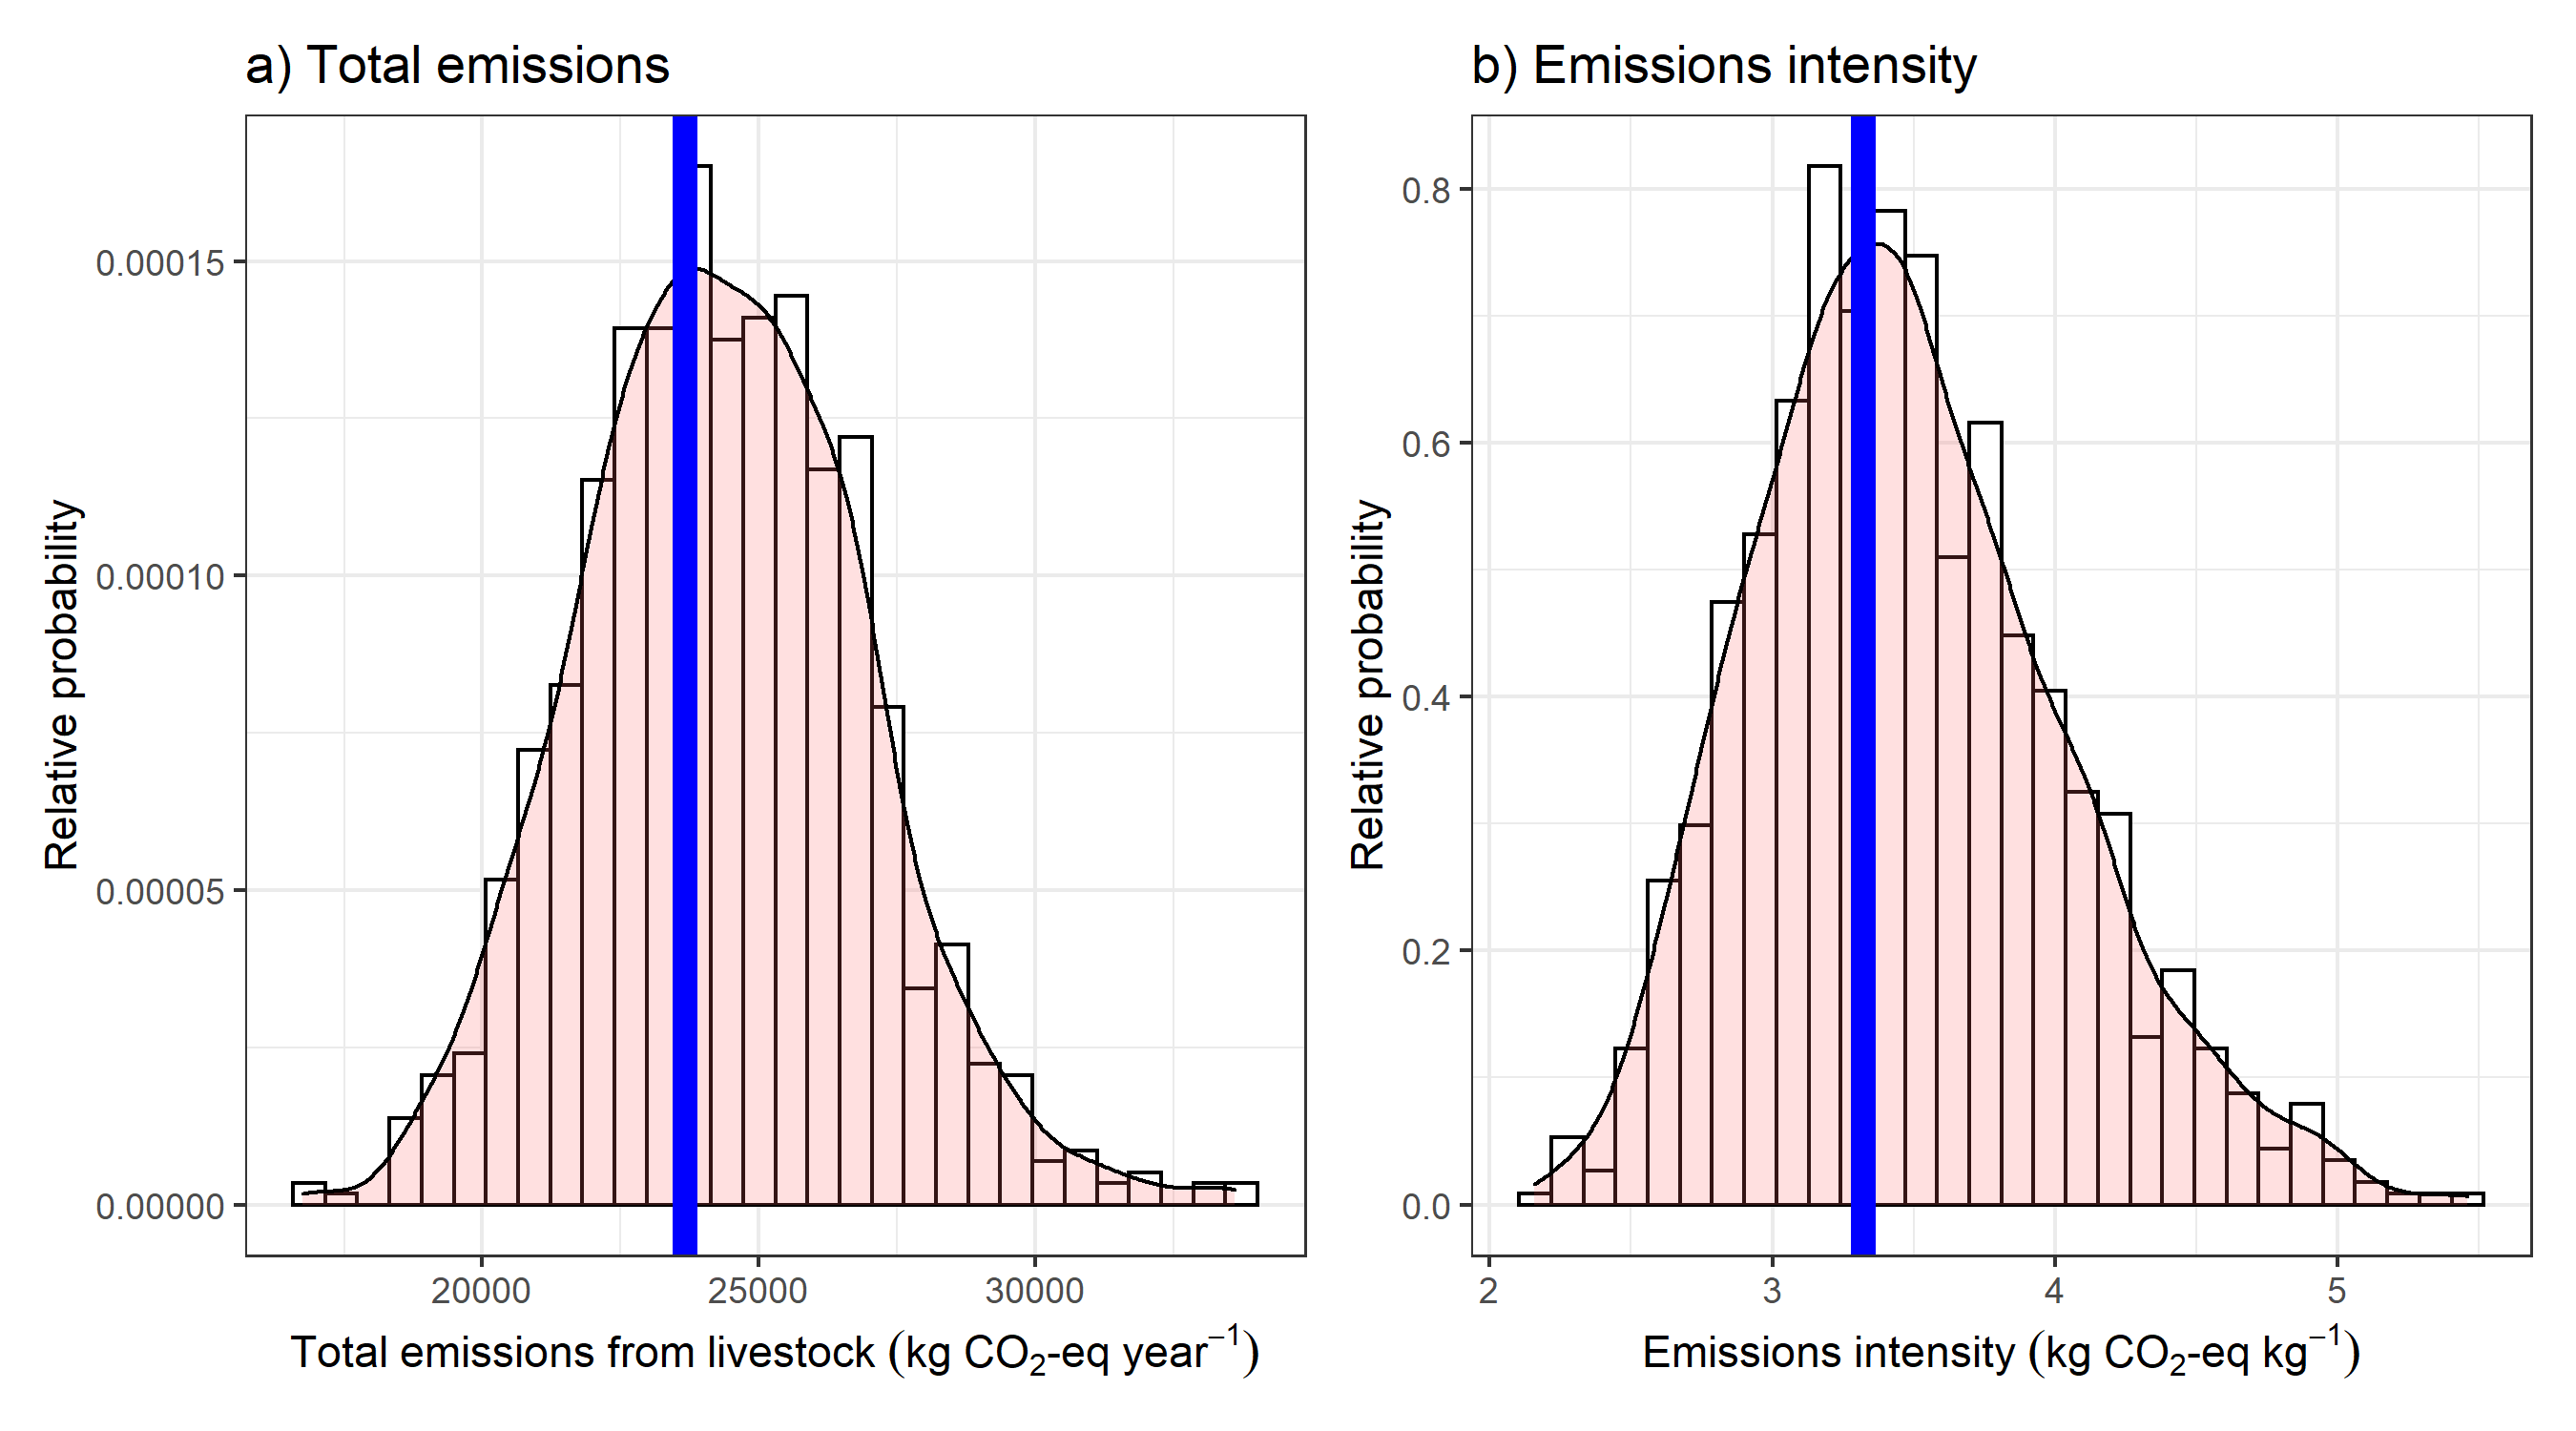 a) Total emissions
0.00015
0.00010
0.00005
0.00000
Relative probability
20000 25000 30000
Total emissions from livestock (kg CO₂-eq year⁻¹)
b) Emissions intensity
0.8
0.6
0.4
0.2
0.0
Relative probability
2 3 4 5
Emissions intensity (kg CO₂-eq kg⁻¹)